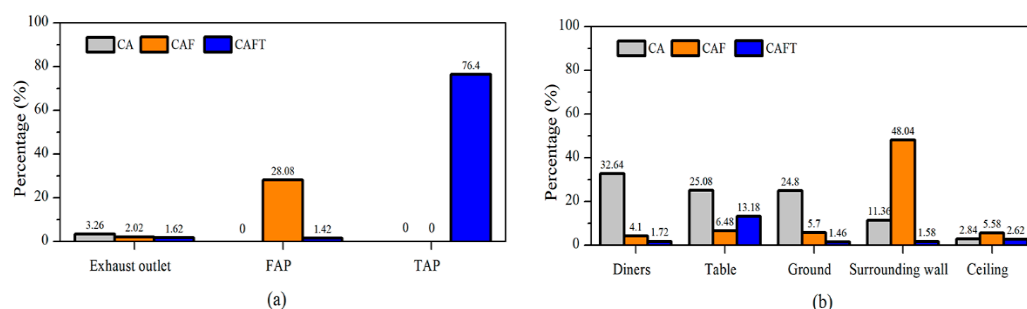 100
80
60
40
20
0
Percentage (%)
CA CAF CAFT
3.26 2.02 1.62
0 28.08 1.42
0 0 76.4
Exhaust outlet FAP TAP
(a)
100
80
60
40
20
0
Percentage (%)
CA CAF CAFT
32.64 4.1 1.72
25.08 6.48 13.18
24.8 5.7 1.46
11.36 48.04 1.58
2.84 5.58 2.62
Diners Table Ground Surrounding wall Ceiling
(b)